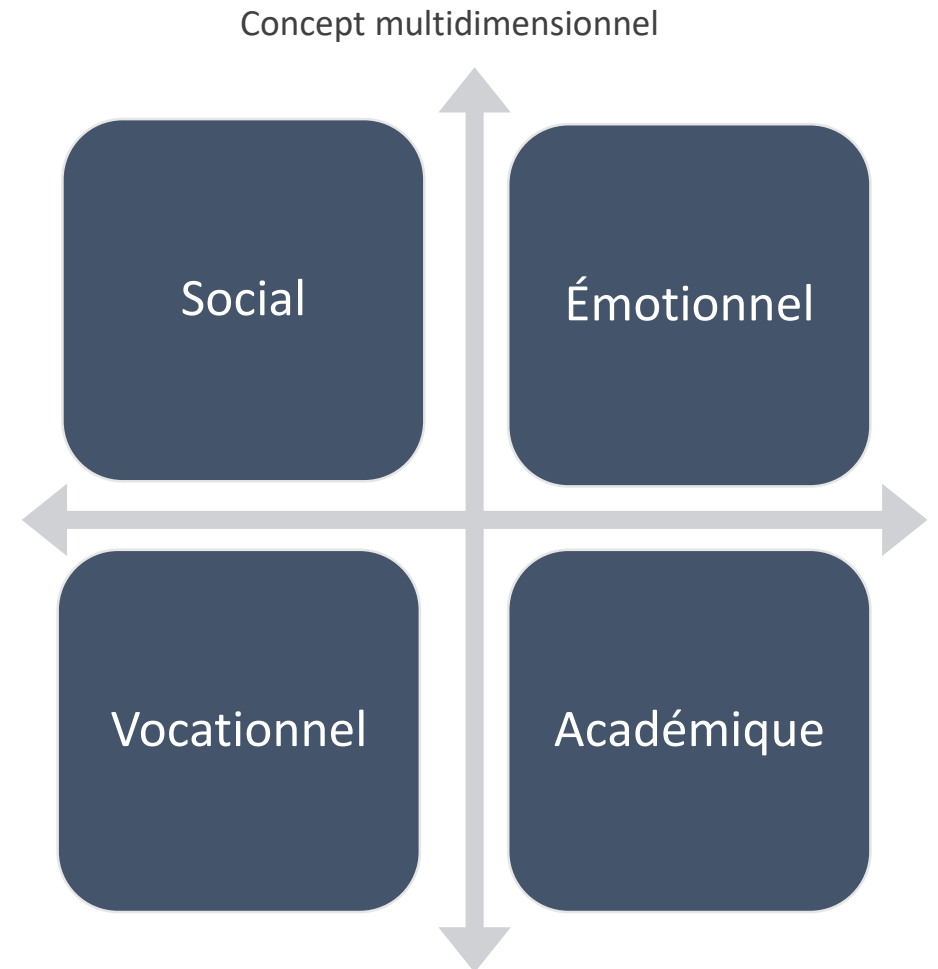 Concept multidimensionnel
Social
Émotionnel
Vocationnel
Académique